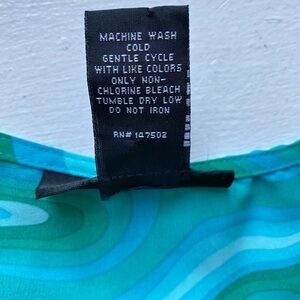 MACHINE WASH
COLD
GENTLE CYCLE
WITH LIKE COLORS
ONLY NON-
CHLORINE BLEACH
TUMBLE DRY LOW
DO NOT IRON
RN# 147502